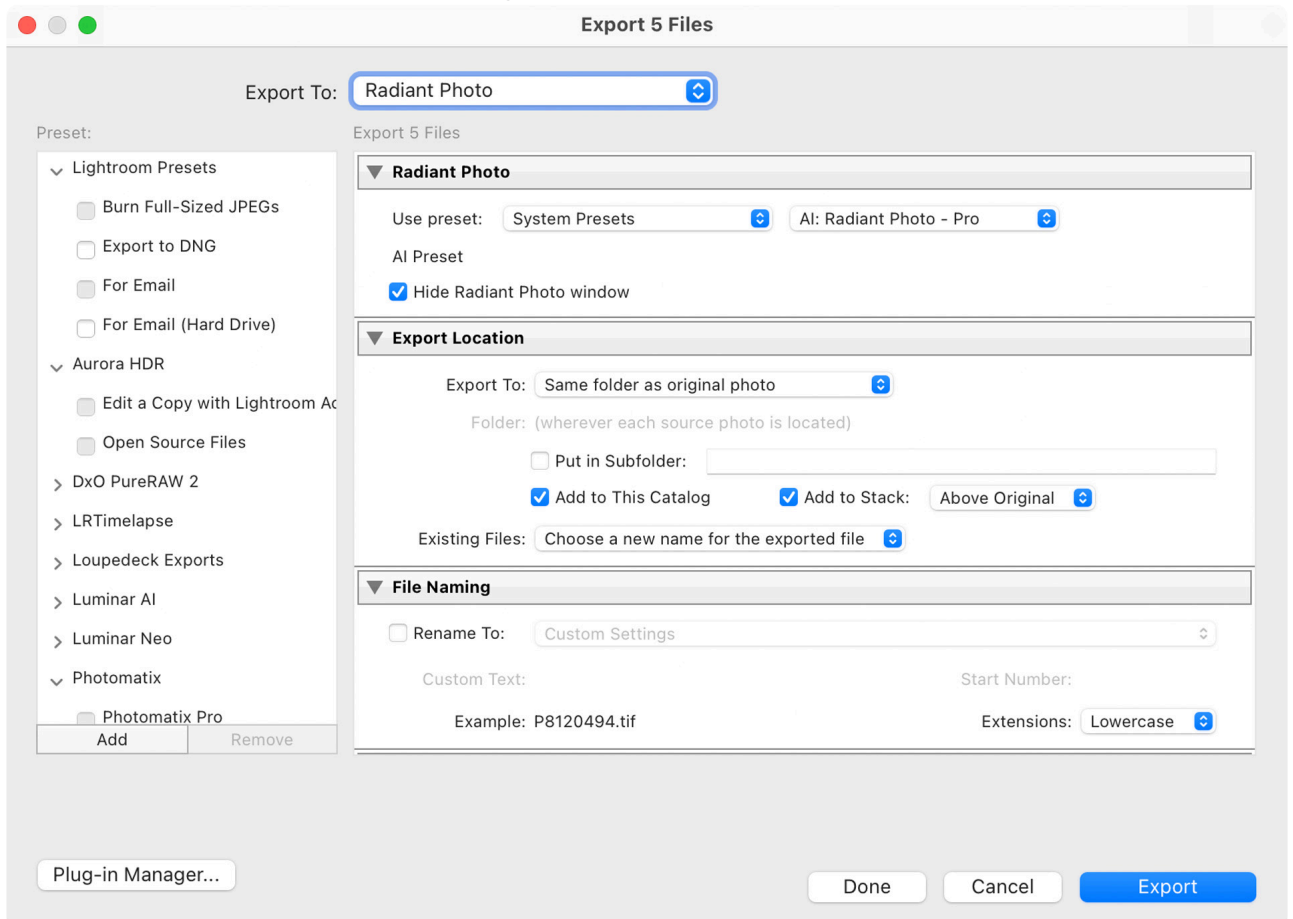 Export 5 Files
Export To: Radiant Photo
Preset:
Lightroom Presets
Burn Full-Sized JPEGs
Export to DNG
For Email
For Email (Hard Drive)
Aurora HDR
Edit a Copy with Lightroom Ac
Open Source Files
DxO PureRAW 2
LRTimelapse
Loupedeck Exports
Luminar AI
Luminar Neo
Photomatix
Photomatix Pro
Add Remove
Export 5 Files
Radiant Photo
Use preset: System Presets AI: Radiant Photo - Pro
AI Preset
Hide Radiant Photo window
Export Location
Export To: Same folder as original photo
Folder: (wherever each source photo is located)
Put in Subfolder:
Add to This Catalog Add to Stack: Above Original
Existing Files: Choose a new name for the exported file
File Naming
Rename To: Custom Settings
Custom Text: Start Number:
Example: P8120494.tif Extensions: Lowercase
Plug-in Manager...
Done Cancel Export